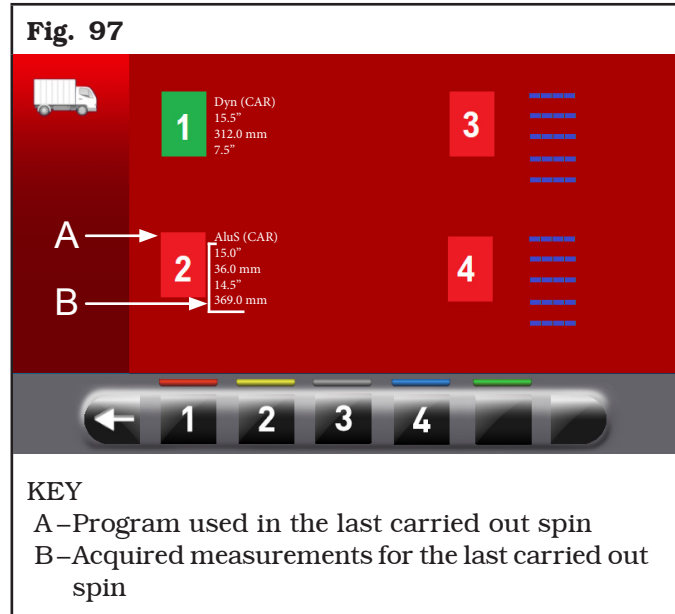 Fig. 97
1
Dyn (CAR)
15.5”
312.0 mm
7.5”
3
A
2
AluS (CAR)
15.0”
36.0 mm
14.5”
369.0 mm
B
4
1 2 3 4
KEY
A–Program used in the last carried out spin
B–Acquired measurements for the last carried out
spin